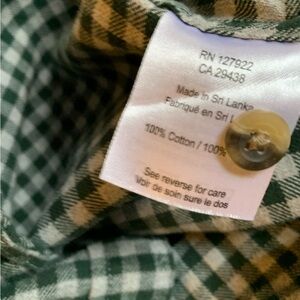 RN 127922
CA 29438
Made in Sri Lanka
Fabriqué en Sri
100% Cotton / 100%
See reverse for care
Voir de soin sure le dos